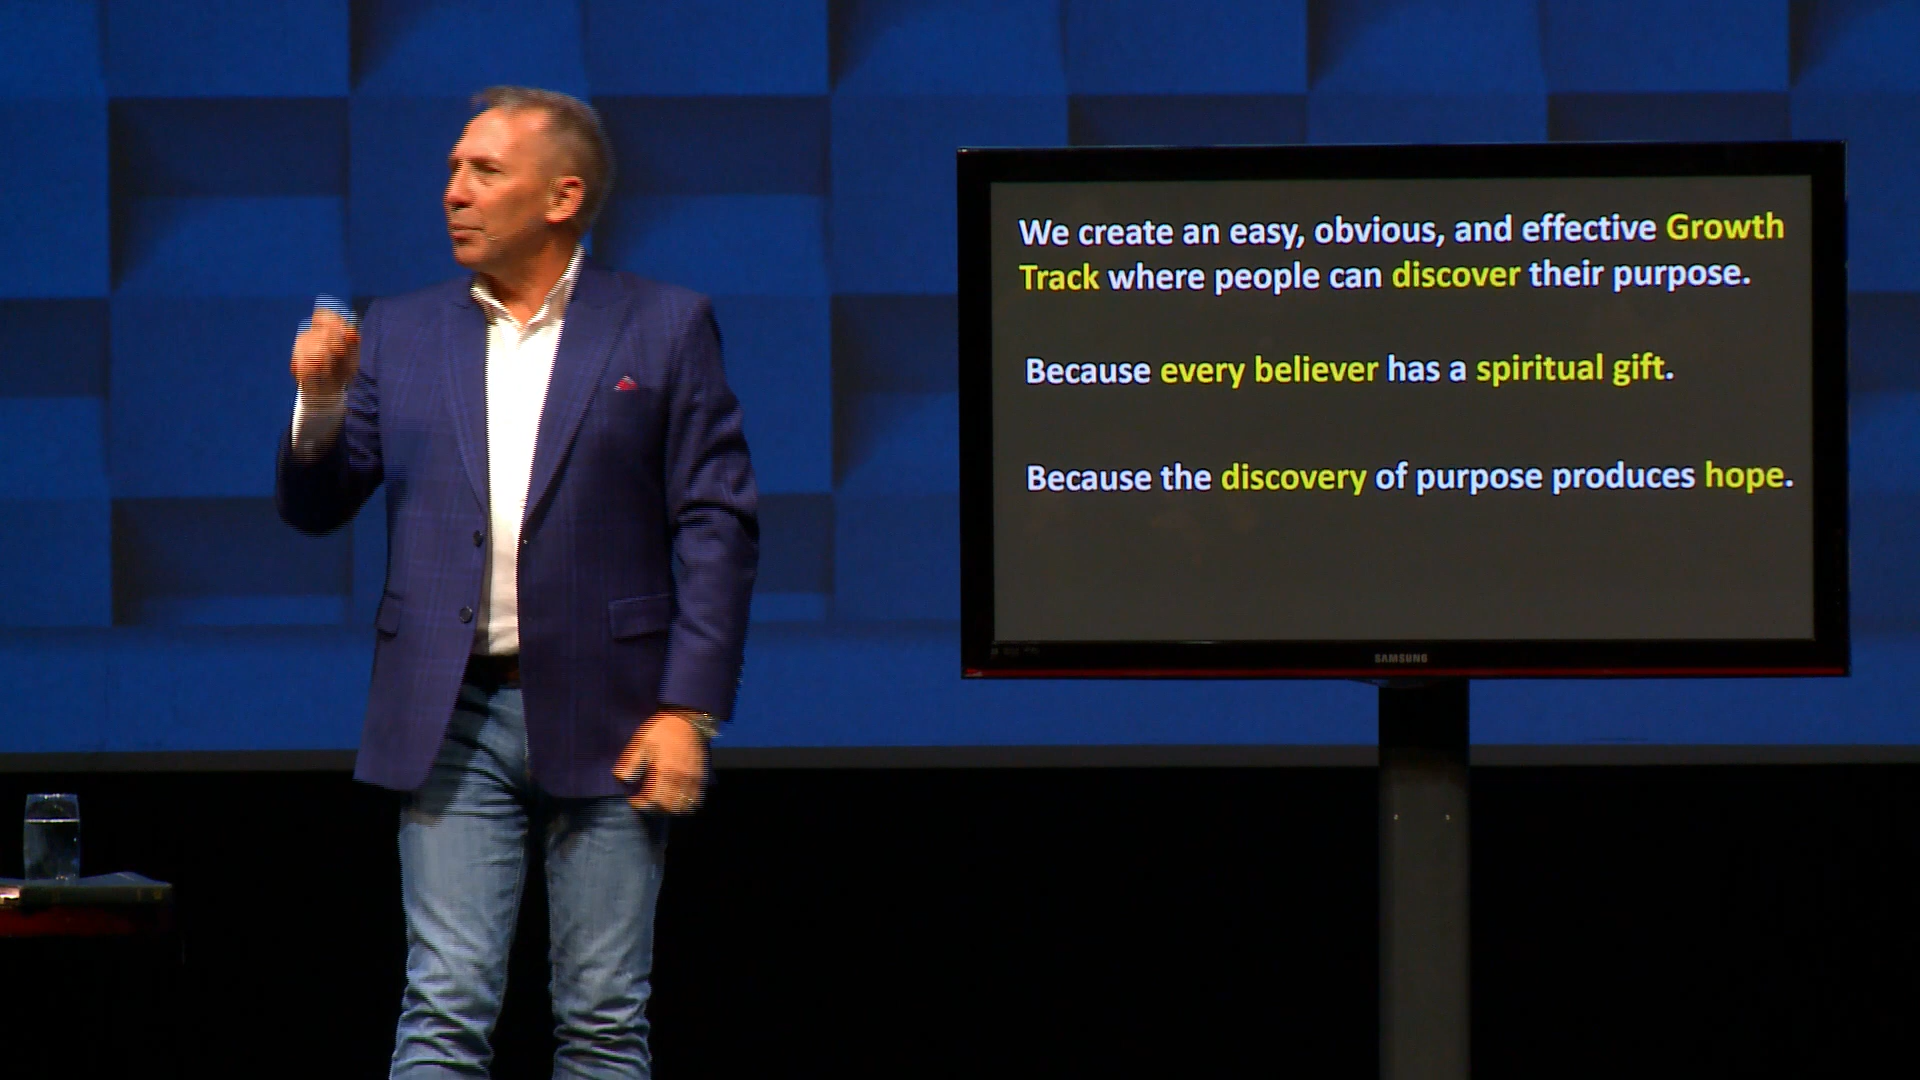 We create an easy, obvious, and effective Growth
Track where people can discover their purpose.
Because every believer has a spiritual gift.
Because the discovery of purpose produces hope.
SAMSUNG